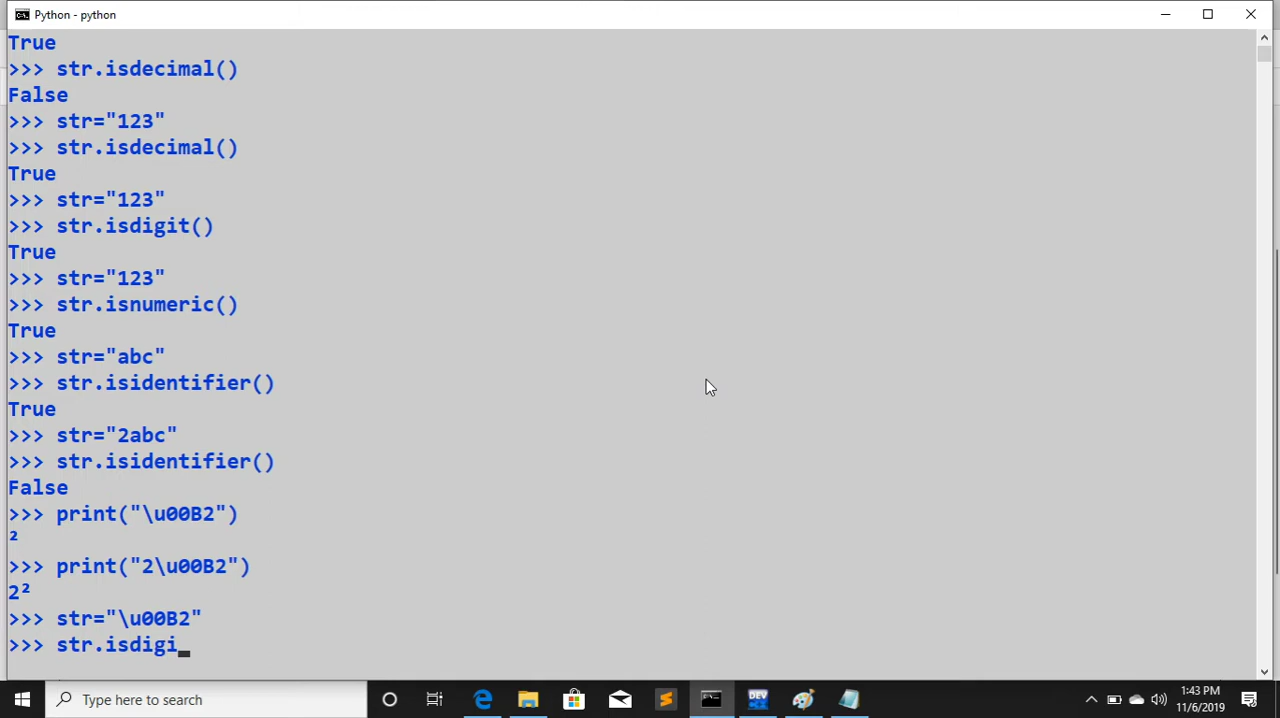 Python - python
True
>>> str.isdecimal()
False
>>> str="123"
>>> str.isdecimal()
True
>>> str="123"
>>> str.isdigit()
True
>>> str="123"
>>> str.isnumeric()
True
>>> str="abc"
>>> str.isidentifier()
True
>>> str="2abc"
>>> str.isidentifier()
False
>>> print("\u00B2")
²
>>> print("2\u00B2")
2²
>>> str="\u00B2"
>>> str.isdigi_
Type here to search
DEV
1:43 PM
11/6/2019